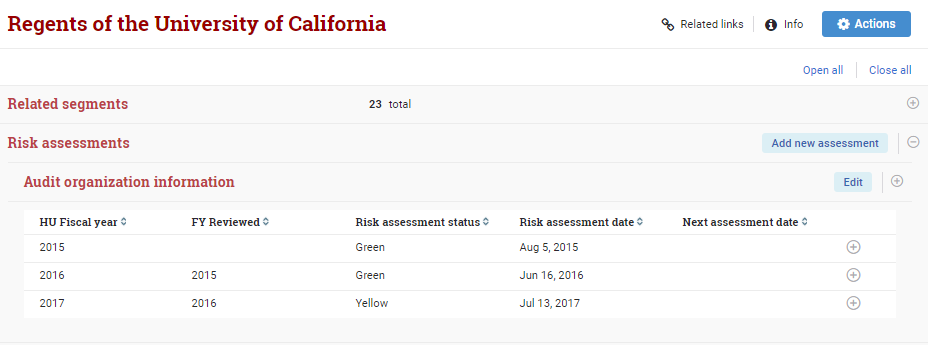 Regents of the University of California
Related links Info Actions
Open all Close all
Related segments 23 total
Risk assessments Add new assessment
Audit organization information Edit
HU Fiscal year FY Reviewed Risk assessment status Risk assessment date Next assessment date
2015 Green Aug 5, 2015
2016 2015 Green Jun 16, 2016
2017 2016 Yellow Jul 13, 2017